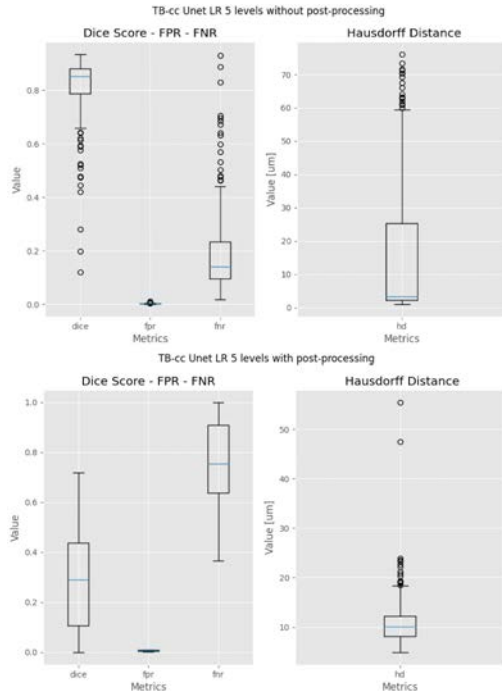 TB-cc Unet LR 5 levels without post-processing
Dice Score - FPR - FNR
Hausdorff Distance
Value
0.8
0.6
0.4
0.2
0.0
dice
fpr
fnr
Metrics
Value [um]
70
60
50
40
30
20
10
0
hd
Metrics
TB-cc Unet LR 5 levels with post-processing
Dice Score - FPR - FNR
Hausdorff Distance
Value
1.0
0.8
0.6
0.4
0.2
0.0
dice
fpr
fnr
Metrics
Value [um]
50
40
30
20
10
hd
Metrics